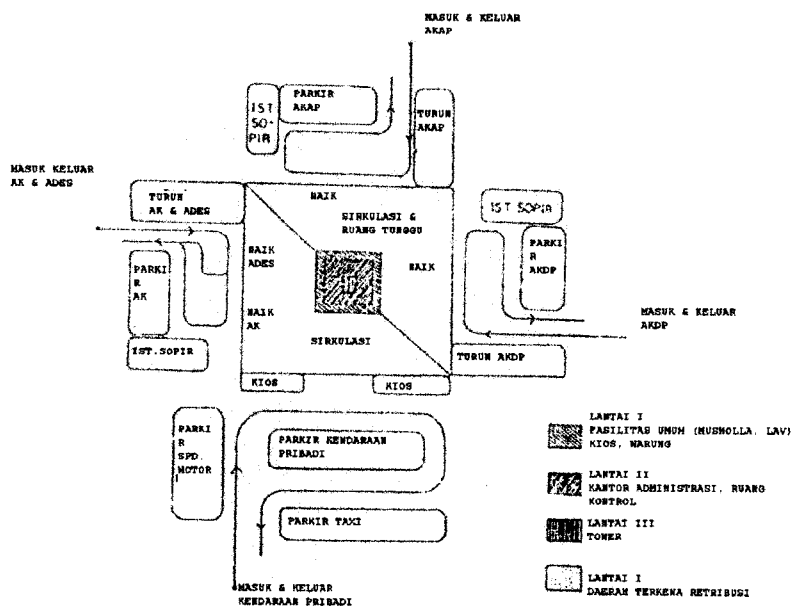 MASUK & KELUAR
AKAP
IST
SO-
PIR
PARKIR
AKAP
TURUN
AKAP
MASUK KELUAR
AK & ADES
TURUN
AK & ADES
NAIK
SIRKULASI &
RUANG TUNGGU
IST SOPIR
PARKI
R
AKDP
NAIK
ADES
NAIK
PARKI
R
AK
NAIK
AK
MASUK & KELUAR
AKDP
SIRKULASI
IST.SOPIR
TURUN AKDP
KIOS
KIOS
PARKI
R
SPD.
MOTOR
PARKIR KENDARAAN
PRIBADI
PARKIR TAXI
MASUK & KELUAR
KENDARAAN PRIBADI
LANTAI I
PASILITAS UMUM (MUSHOLLA. LAV)
KIOS, WARUNG
LANTAI II
KANTOR ADMINISTRASI. RUANG
KONTROL
LANTAI III
TOWER
LANTAI I
DAERAH TERKENA RETRIBUSI